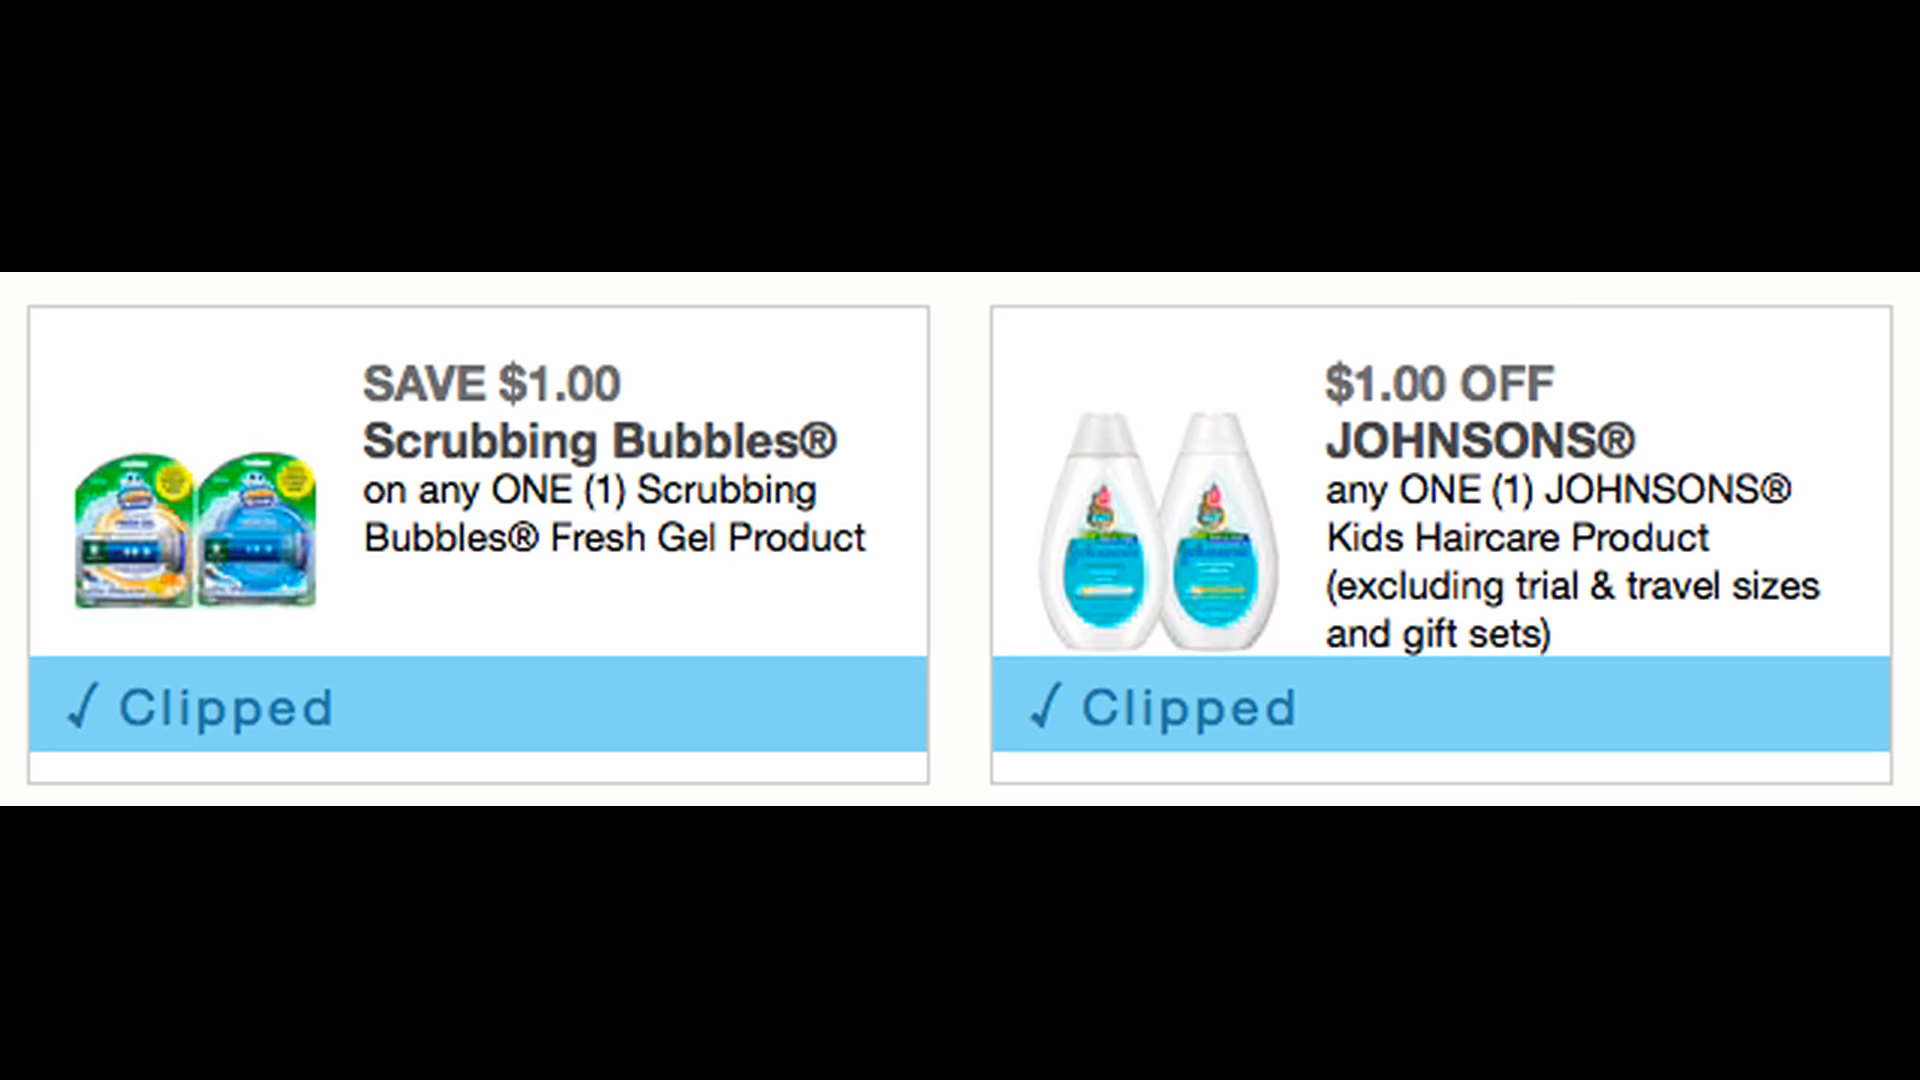 SAVE $1.00
Scrubbing Bubbles®
on any ONE (1) Scrubbing
Bubbles® Fresh Gel Product
✓ Clipped
$1.00 OFF
JOHNSONS®
any ONE (1) JOHNSONS®
Kids Haircare Product
(excluding trial & travel sizes
and gift sets)
✓ Clipped